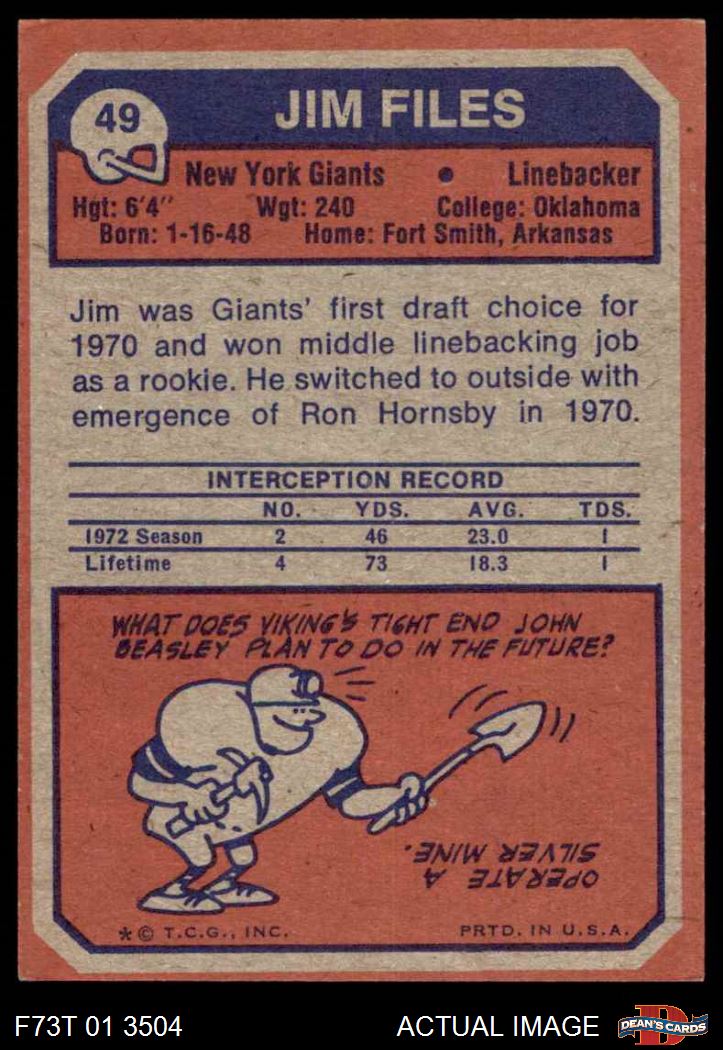 49
JIM FILES
New York Giants • Linebacker
Hgt: 6'4" Wgt: 240 College: Oklahoma
Born: 1-16-48 Home: Fort Smith, Arkansas
Jim was Giants' first draft choice for
1970 and won middle linebacking job
as a rookie. He switched to outside with
emergence of Ron Hornsby in 1970.
INTERCEPTION RECORD
NO. YDS. AVG. TDS.
1972 Season 2 46 23.0 1
Lifetime 4 73 18.3 1
WHAT DOES VIKING'S TIGHT END JOHN
BEASLEY PLAN TO DO IN THE FUTURE?
OPERATE A
SILVER MINE.
* © T.C.G., INC. PRTD. IN U.S.A.
F73T 01 3504 ACTUAL IMAGE D DEAN'S CARDS